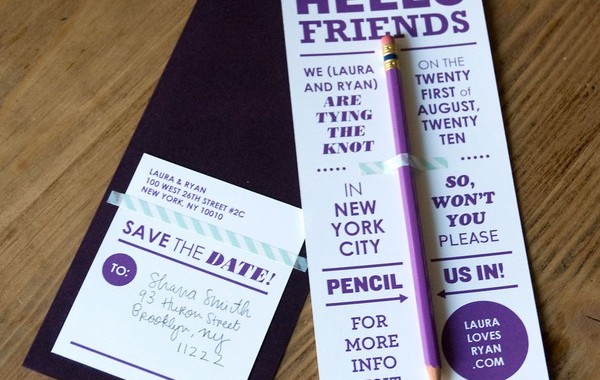 HELLO
FRIENDS
WE (LAURA
AND RYAN)
ARE
TYING
THE
KNOT
ON THE
TWENTY
FIRST of
AUGUST,
TWENTY
TEN
IN
NEW
YORK
CITY
SO,
WON'T
YOU
PLEASE
PENCIL
US IN!
FOR
MORE
INFO
LAURA
LOVES
RYAN
.COM
LAURA & RYAN
100 WEST 26TH STREET #2C
NEW YORK, NY 10010
SAVE THE DATE!
TO:
Shana Smith
93 Huron Street
Brooklyn, NY
11222